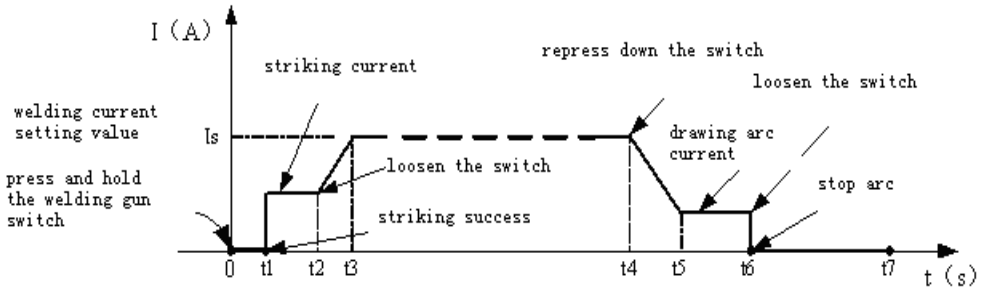 I (A)
striking current
repress down the switch
loosen the switch
welding current
setting value
Is
drawing arc
current
press and hold
the welding gun
switch
loosen the switch
stop arc
striking success
0
t1
t2
t3
t4
t5
t6
t7
t (s)